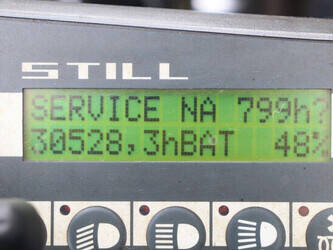 STILL
SERVICE NA 799h?
30528,3hBAT 48%